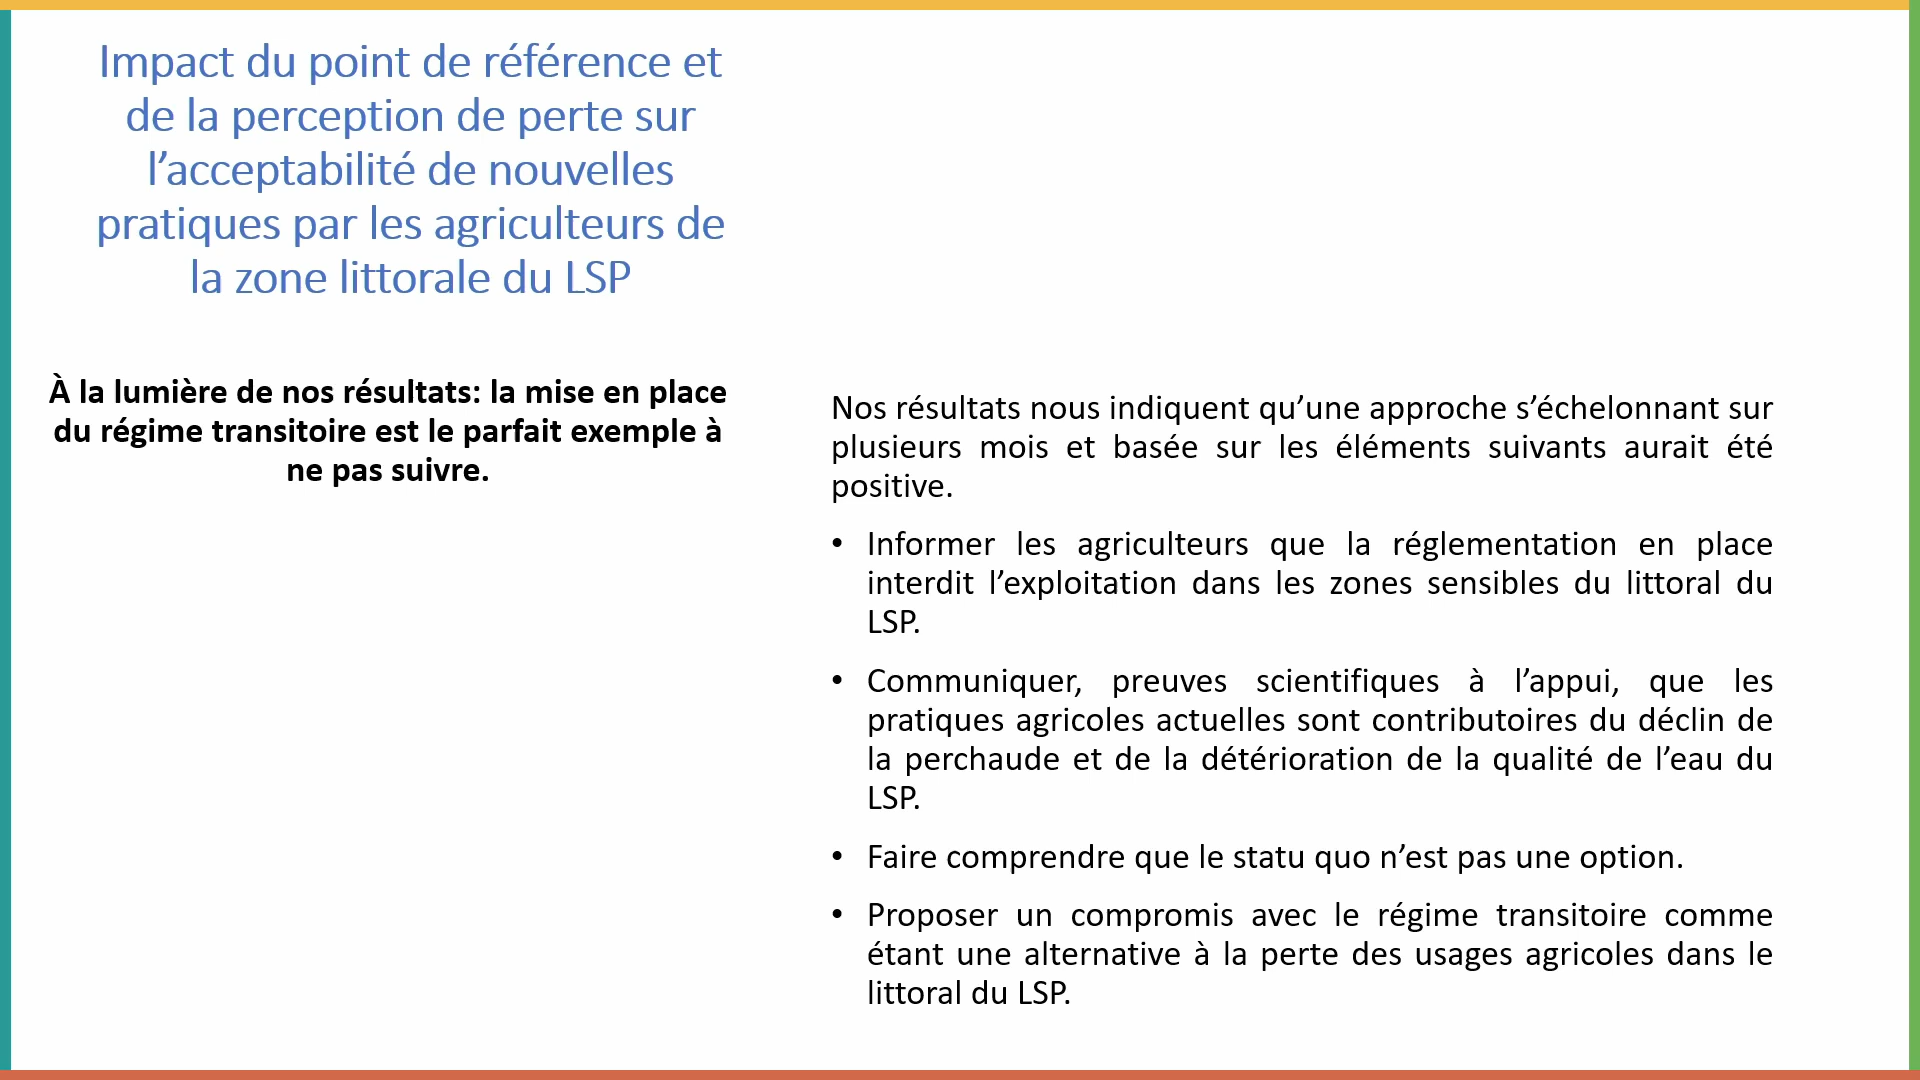 Impact du point de référence et
de la perception de perte sur
l’acceptabilité de nouvelles
pratiques par les agriculteurs de
la zone littorale du LSP
À la lumière de nos résultats: la mise en place
du régime transitoire est le parfait exemple à
ne pas suivre.
Nos résultats nous indiquent qu’une approche s’échelonnant sur
plusieurs mois et basée sur les éléments suivants aurait été
positive.
• Informer les agriculteurs que la réglementation en place
interdit l’exploitation dans les zones sensibles du littoral du
LSP.
• Communiquer, preuves scientifiques à l’appui, que les
pratiques agricoles actuelles sont contributoires du déclin de
la perchaude et de la détérioration de la qualité de l’eau du
LSP.
• Faire comprendre que le statu quo n’est pas une option.
• Proposer un compromis avec le régime transitoire comme
étant une alternative à la perte des usages agricoles dans le
littoral du LSP.